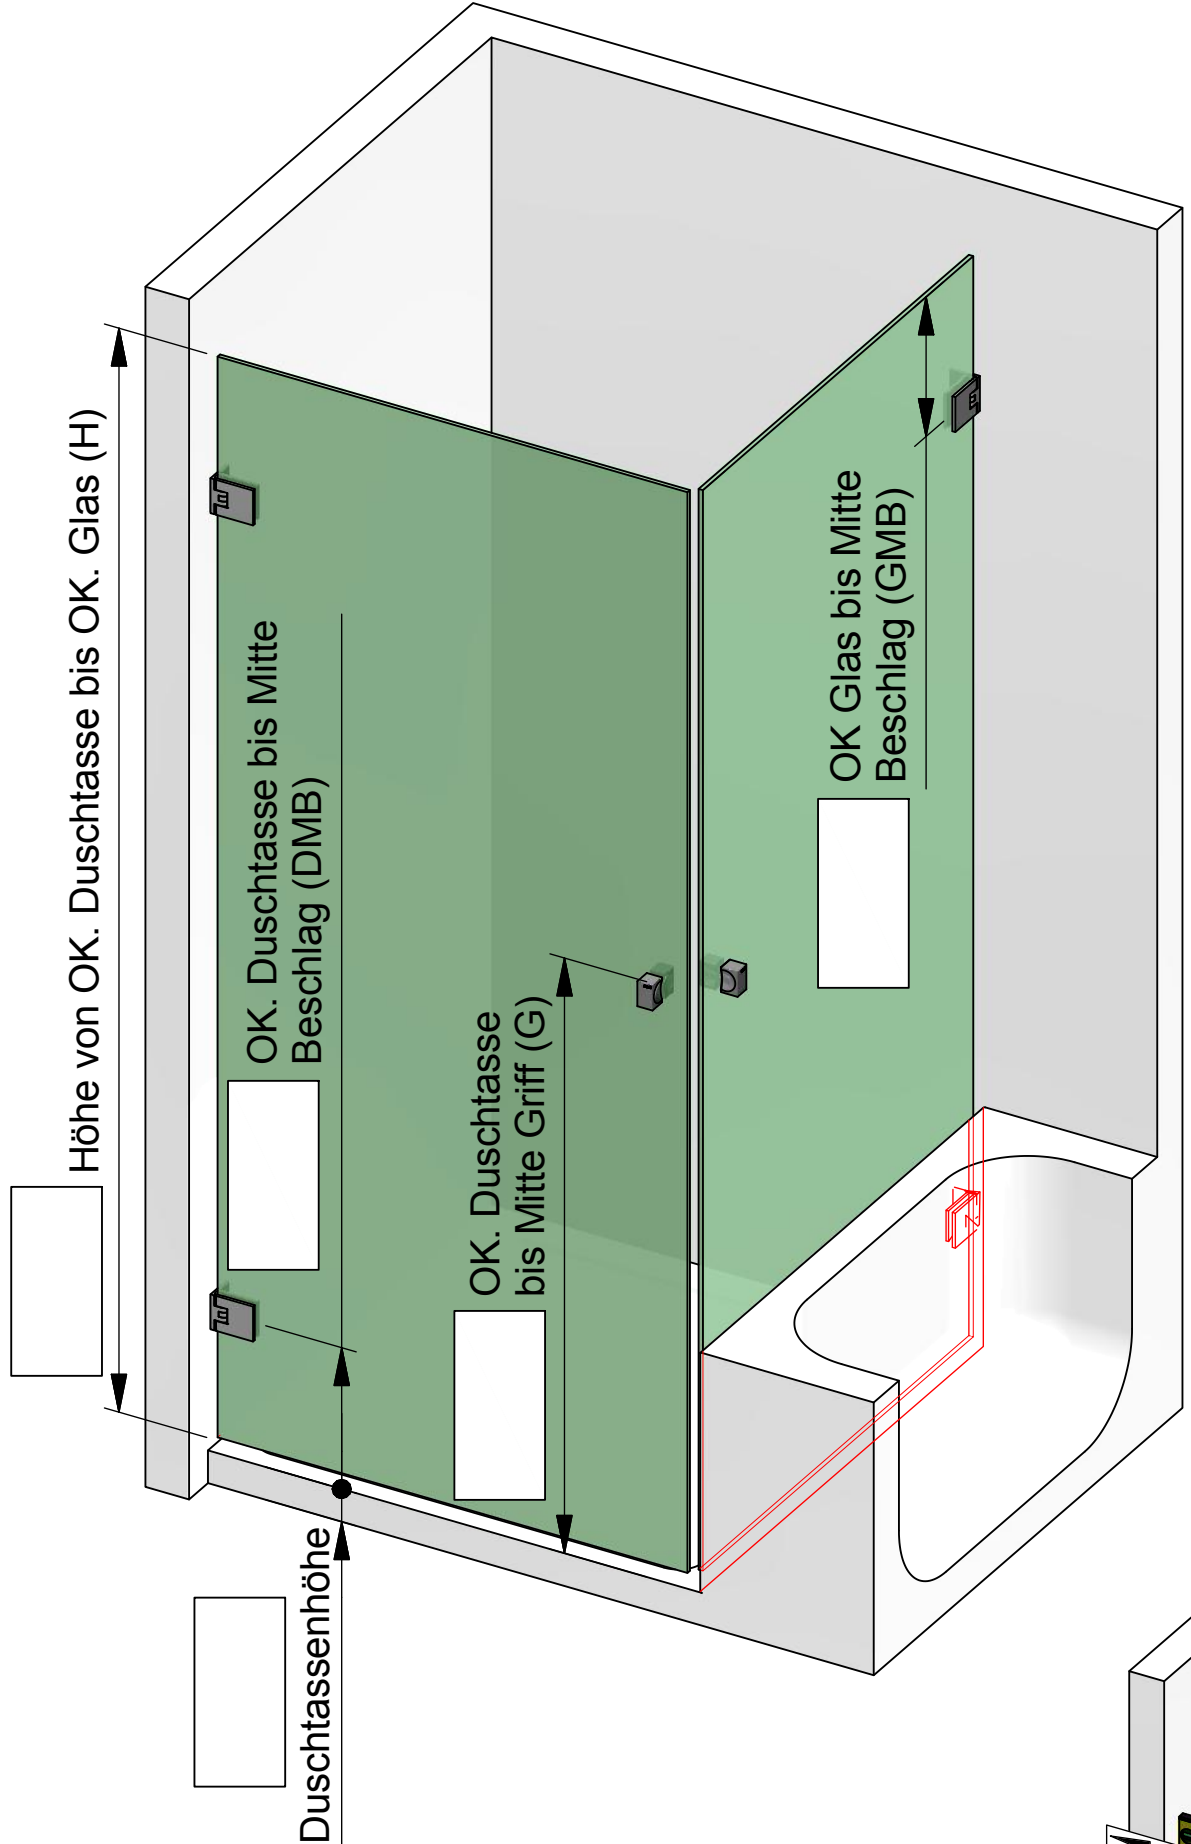 Höhe von OK. Duschtasse bis OK. Glas (H)
OK. Duschtasse bis Mitte
Beschlag (DMB)
Duschtassenhöhe
OK. Duschtasse
bis Mitte Griff (G)
OK Glas bis Mitte
Beschlag (GMB)